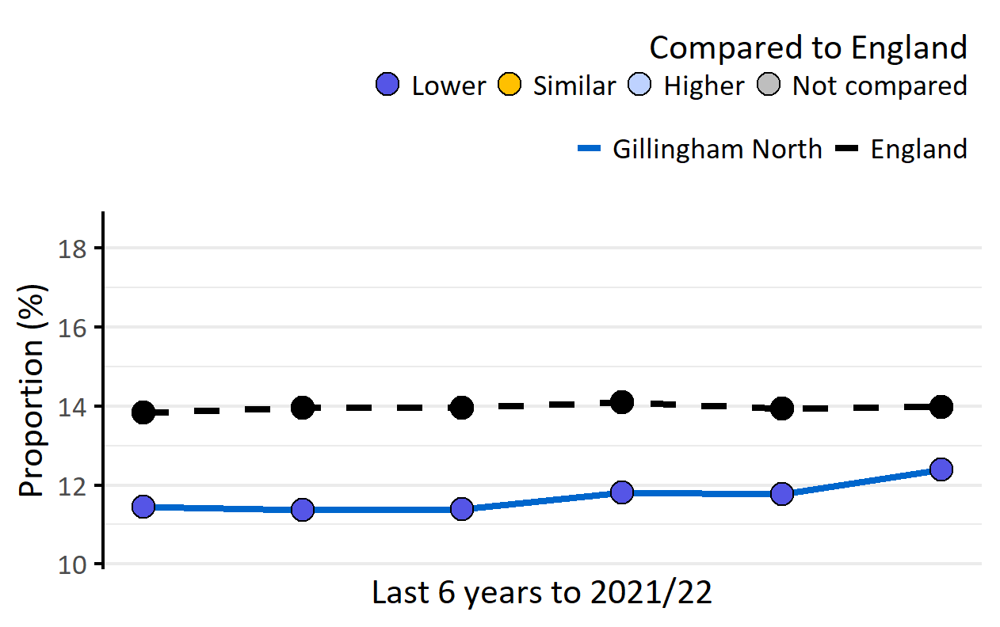 Compared to England
Lower Similar Higher Not compared
Gillingham North England
Proportion (%)
18
16
14
12
10
Last 6 years to 2021/22